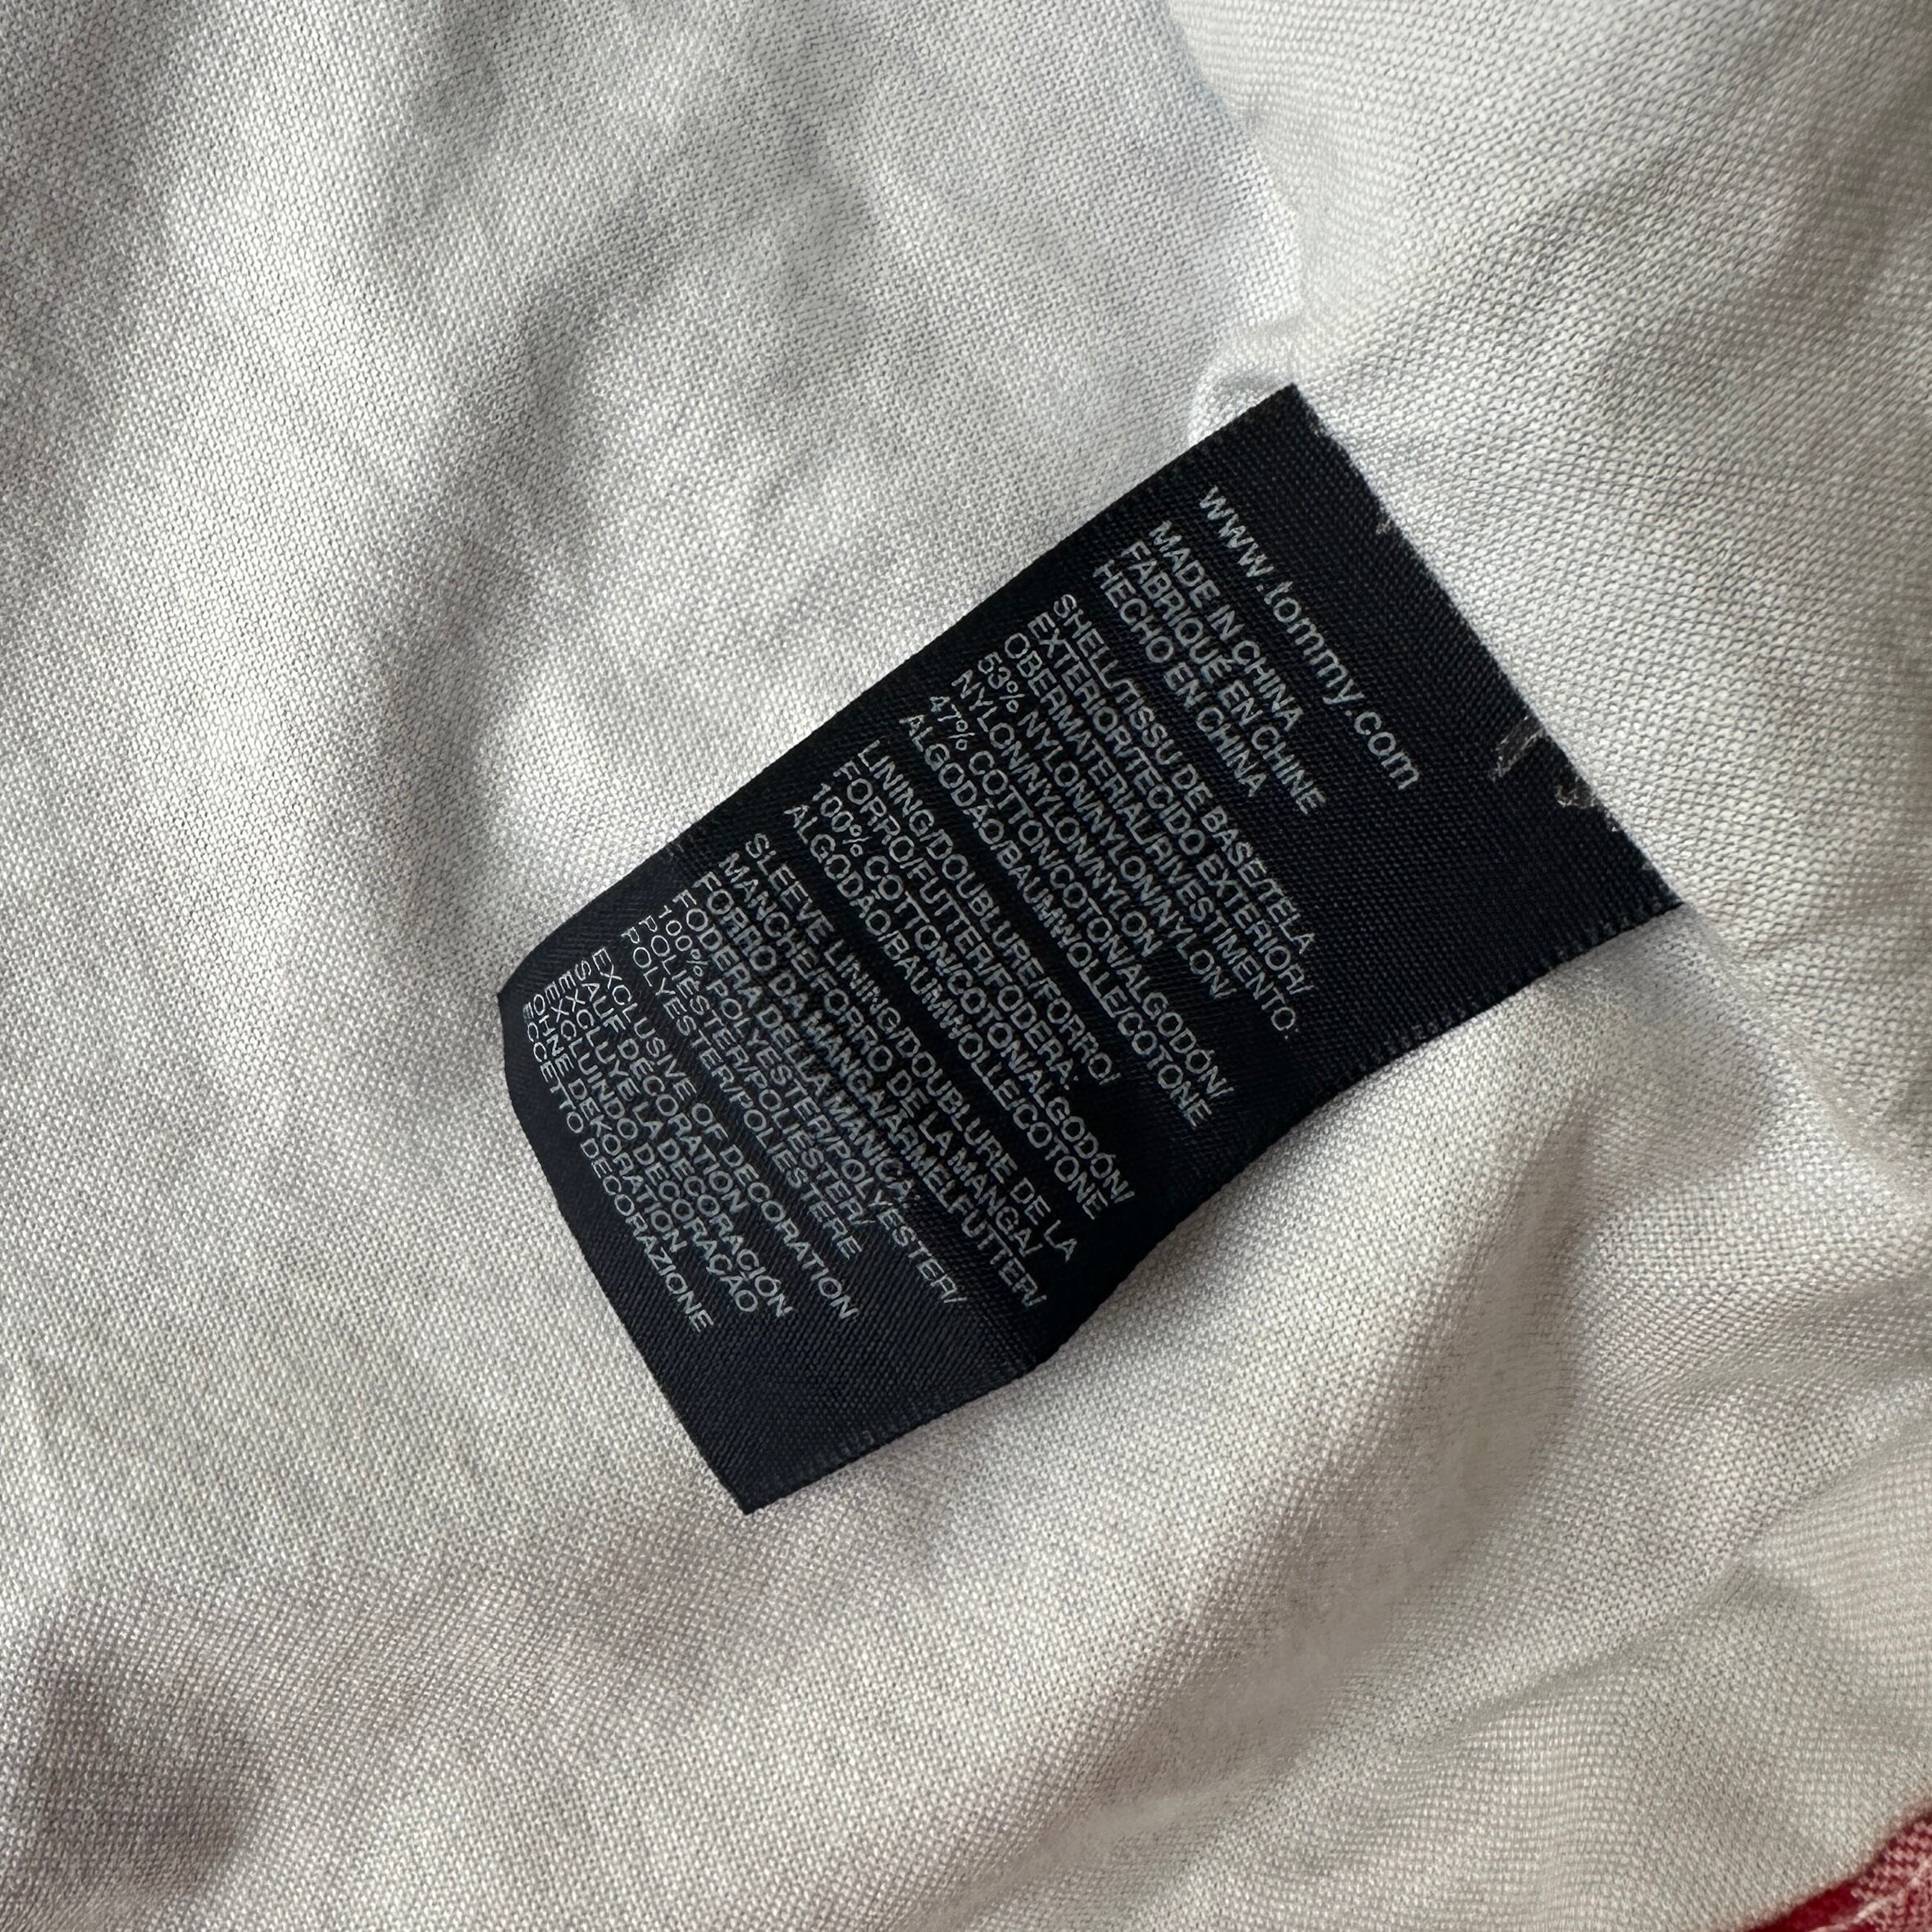 www.tommy.com
MADE IN CHINA
FABRIQUÉ EN CHINE
HECHO EN CHINA
SHELL/TISSU DE BASE/TELA
EXTERIOR/TECIDO EXTERIOR/
OBERMATERIAL/RIVESTIMENTO:
53% NYLON/NYLON/NYLON/
NYLON/NYLON/NYLON
47% COTTON/COTON/ALGODÓN/
ALGODÃO/BAUMWOLLE/COTONE
LINING/DOUBLURE/FORRO/
FORRO/FUTTER/FODERA:
100% COTTON/COTON/ALGODÓN/
ALGODÃO/BAUMWOLLE/COTONE
SLEEVE LINING/DOUBLURE DE LA
MANCHE/FORRO DE LA MANGA/
FORRO DA MANGA/ÄRMELFUTTER/
FODERA DELLA MANICA:
100% POLYESTER/POLYESTER/
POLIESTER/POLIÉSTER/
POLYESTER/POLIESTERE
EXCLUSIVE OF DECORATION
SAUF DÉCORATION
EXCLUYE LA DECORACIÓN
EXCLUINDO A DECORAÇÃO
OHNE DEKORATION
ECCETTO DECORAZIONE